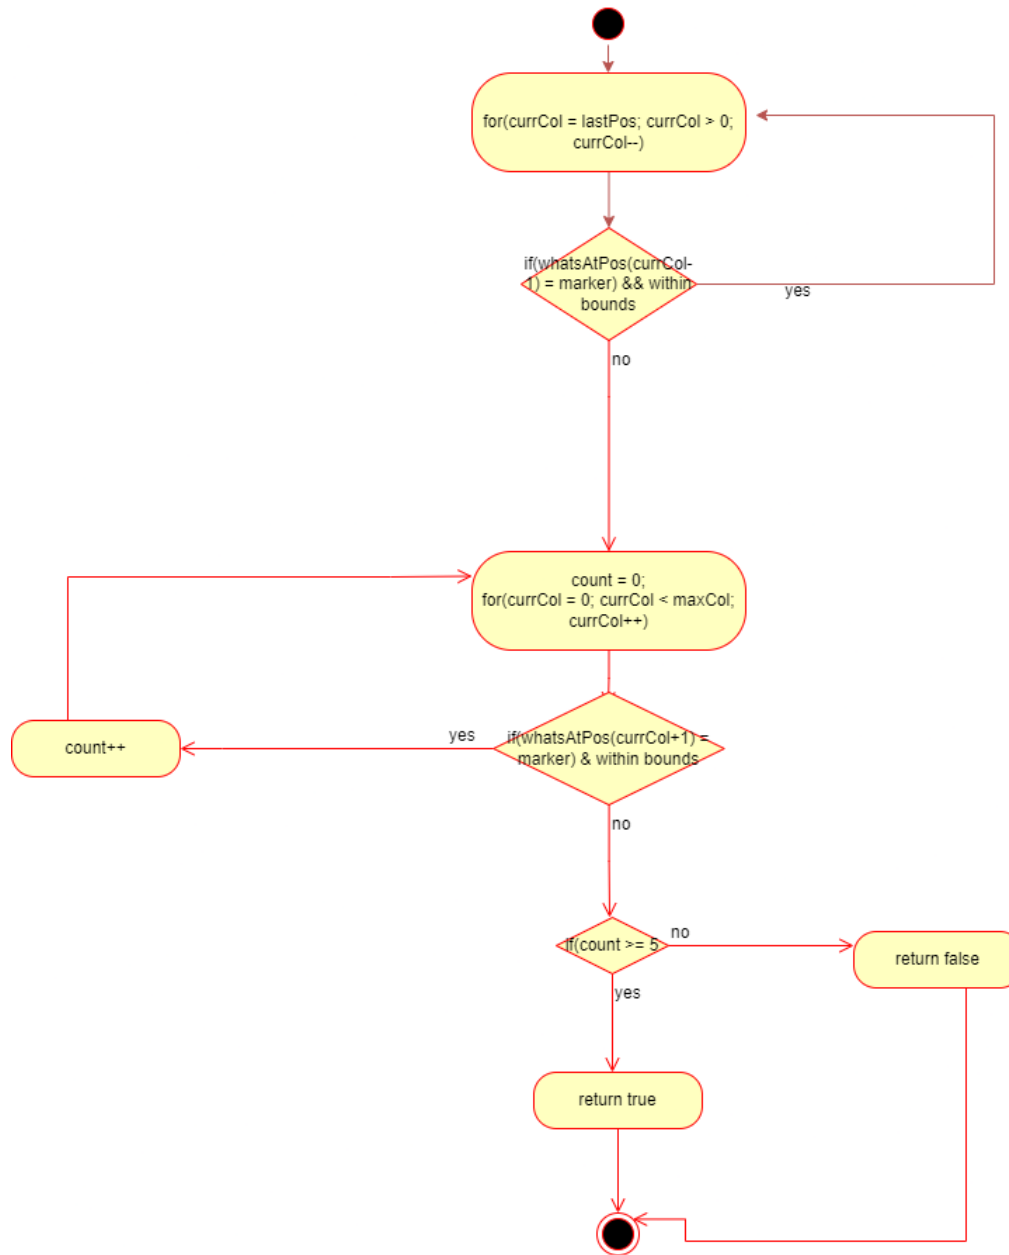 for(currCol = lastPos; currCol > 0;
currCol--)
if(whatsAtPos(currCol-
1) = marker) && within
bounds
yes
no
count = 0;
for(currCol = 0; currCol < maxCol;
currCol++)
count++
yes
if(whatsAtPos(currCol+1) =
marker) & within bounds
no
if(count >= 5
no
return false
yes
return true